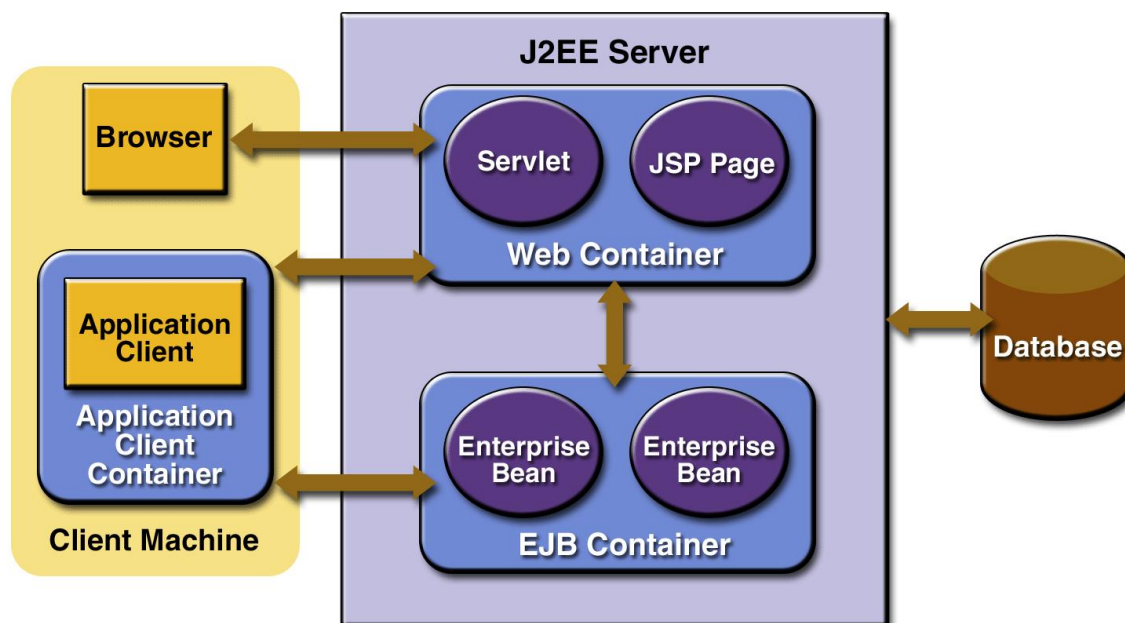 J2EE Server
Browser
Servlet
JSP Page
Web Container
Application
Client
Application
Client
Container
Client Machine
Enterprise
Bean
Enterprise
Bean
EJB Container
Database